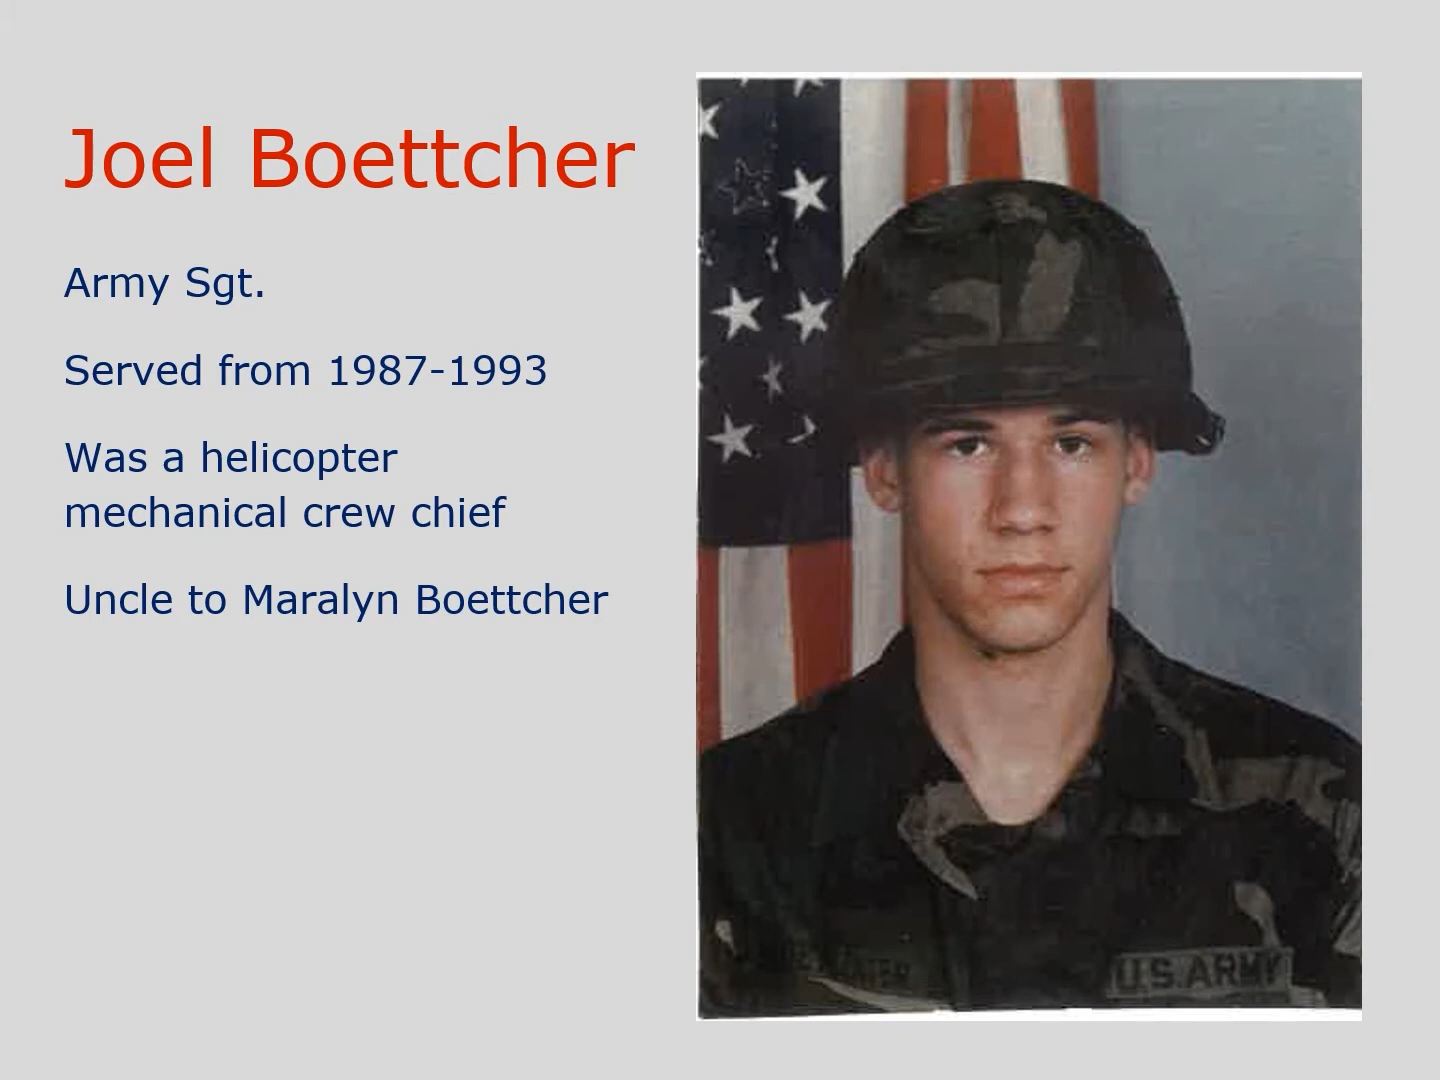 Joel Boettcher
Army Sgt.
Served from 1987-1993
Was a helicopter
mechanical crew chief
Uncle to Maralyn Boettcher
U.S. ARMY